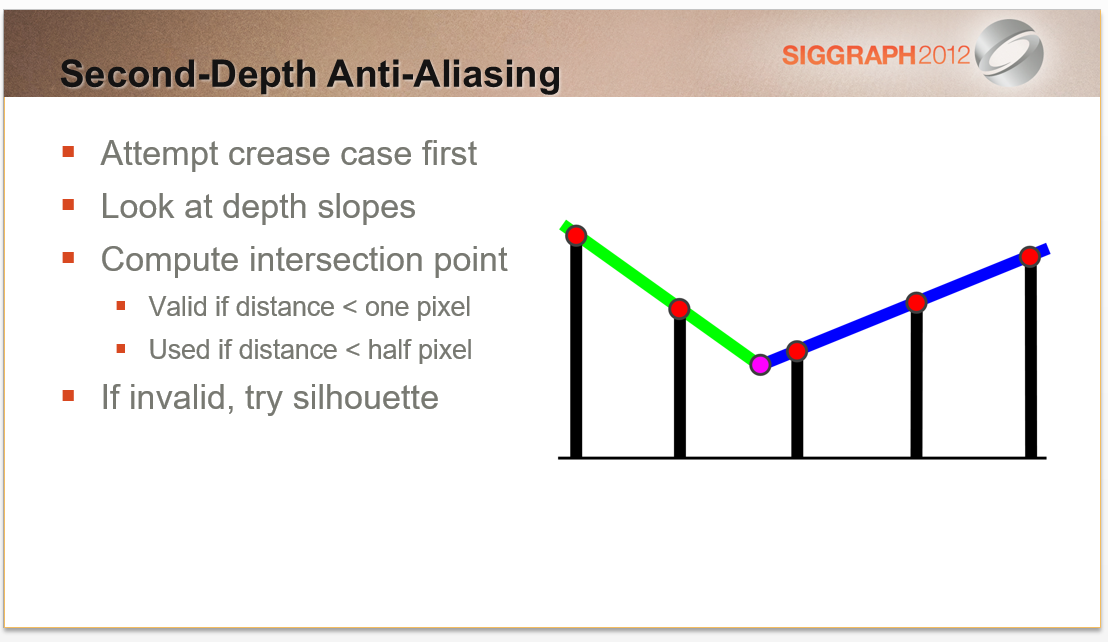 SIGGRAPH2012
Second-Depth Anti-Aliasing
Attempt crease case first
Look at depth slopes
Compute intersection point
Valid if distance < one pixel
Used if distance < half pixel
If invalid, try silhouette